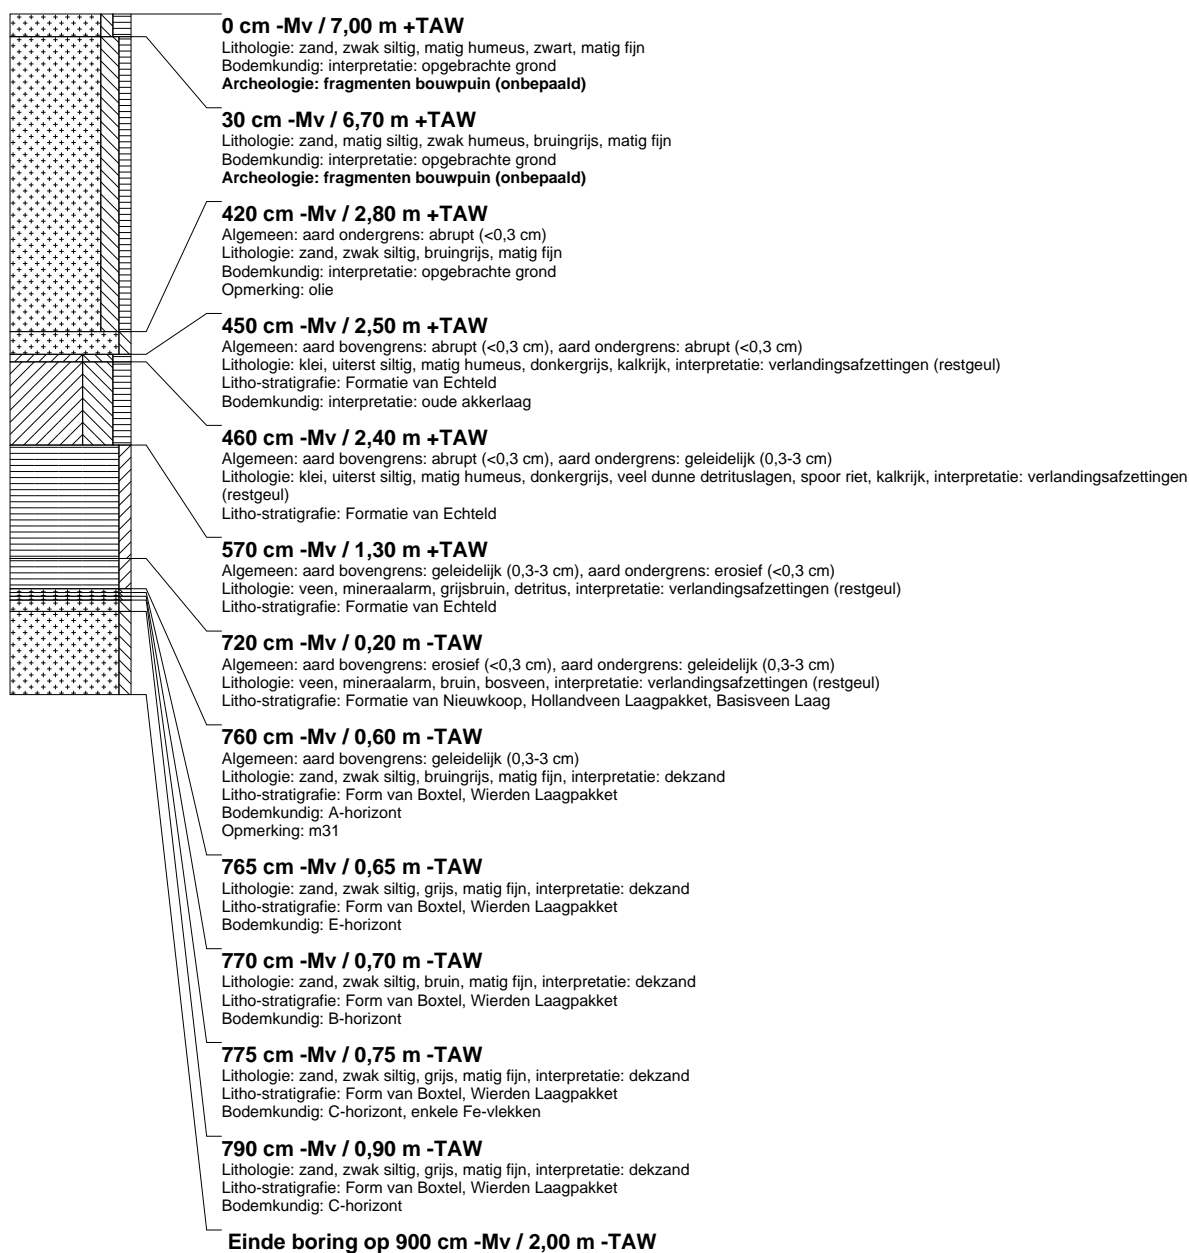 0 cm -Mv / 7,00 m +TAW
Lithologie: zand, zwak siltig, matig humeus, zwart, matig fijn
Bodemkundig: interpretatie: opgebrachte grond
Archeologie: fragmenten bouwpuin (onbepaald)
30 cm -Mv / 6,70 m +TAW
Lithologie: zand, matig siltig, zwak humeus, bruingrijs, matig fijn
Bodemkundig: interpretatie: opgebrachte grond
Archeologie: fragmenten bouwpuin (onbepaald)
420 cm -Mv / 2,80 m +TAW
Algemeen: aard ondergrens: abrupt (<0,3 cm)
Lithologie: zand, zwak siltig, bruingrijs, matig fijn
Bodemkundig: interpretatie: opgebrachte grond
Opmerking: olie
450 cm -Mv / 2,50 m +TAW
Algemeen: aard bovengrens: abrupt (<0,3 cm), aard ondergrens: abrupt (<0,3 cm)
Lithologie: klei, uiterst siltig, matig humeus, donkergrijs, kalkrijk, interpretatie: verlandingsafzettingen (restgeul)
Litho-stratigrafie: Formatie van Echteld
Bodemkundig: interpretatie: oude akkerlaag
460 cm -Mv / 2,40 m +TAW
Algemeen: aard bovengrens: abrupt (<0,3 cm), aard ondergrens: geleidelijk (0,3-3 cm)
Lithologie: klei, uiterst siltig, matig humeus, donkergrijs, veel dunne detrituslagen, spoor riet, kalkrijk, interpretatie: verlandingsafzettingen
(restgeul)
Litho-stratigrafie: Formatie van Echteld
570 cm -Mv / 1,30 m +TAW
Algemeen: aard bovengrens: geleidelijk (0,3-3 cm), aard ondergrens: erosief (<0,3 cm)
Lithologie: veen, mineraalarm, grijsbruin, detritus, interpretatie: verlandingsafzettingen (restgeul)
Litho-stratigrafie: Formatie van Echteld
720 cm -Mv / 0,20 m -TAW
Algemeen: aard bovengrens: erosief (<0,3 cm), aard ondergrens: geleidelijk (0,3-3 cm)
Lithologie: veen, mineraalarm, bruin, bosveen, interpretatie: verlandingsafzettingen (restgeul)
Litho-stratigrafie: Formatie van Nieuwkoop, Hollandveen Laagpakket, Basisveen Laag
760 cm -Mv / 0,60 m -TAW
Algemeen: aard bovengrens: geleidelijk (0,3-3 cm)
Lithologie: zand, zwak siltig, bruingrijs, matig fijn, interpretatie: dekzand
Litho-stratigrafie: Form van Boxtel, Wierden Laagpakket
Bodemkundig: A-horizont
Opmerking: m31
765 cm -Mv / 0,65 m -TAW
Lithologie: zand, zwak siltig, grijs, matig fijn, interpretatie: dekzand
Litho-stratigrafie: Form van Boxtel, Wierden Laagpakket
Bodemkundig: E-horizont
770 cm -Mv / 0,70 m -TAW
Lithologie: zand, zwak siltig, bruin, matig fijn, interpretatie: dekzand
Litho-stratigrafie: Form van Boxtel, Wierden Laagpakket
Bodemkundig: B-horizont
775 cm -Mv / 0,75 m -TAW
Lithologie: zand, zwak siltig, grijs, matig fijn, interpretatie: dekzand
Litho-stratigrafie: Form van Boxtel, Wierden Laagpakket
Bodemkundig: C-horizont, enkele Fe-vlekken
790 cm -Mv / 0,90 m -TAW
Lithologie: zand, zwak siltig, grijs, matig fijn, interpretatie: dekzand
Litho-stratigrafie: Form van Boxtel, Wierden Laagpakket
Bodemkundig: C-horizont
Einde boring op 900 cm -Mv / 2,00 m -TAW